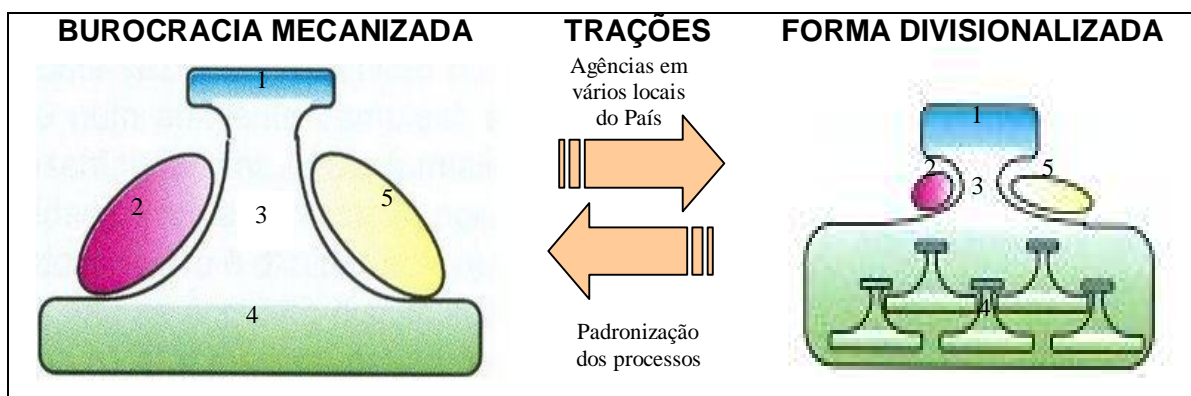 BUROCRACIA MECANIZADA
TRAÇÕES
FORMA DIVISIONALIZADA
1
2
3
5
4
Agências em
vários locais
do País
Padronização
dos processos
1
2
3
5
4